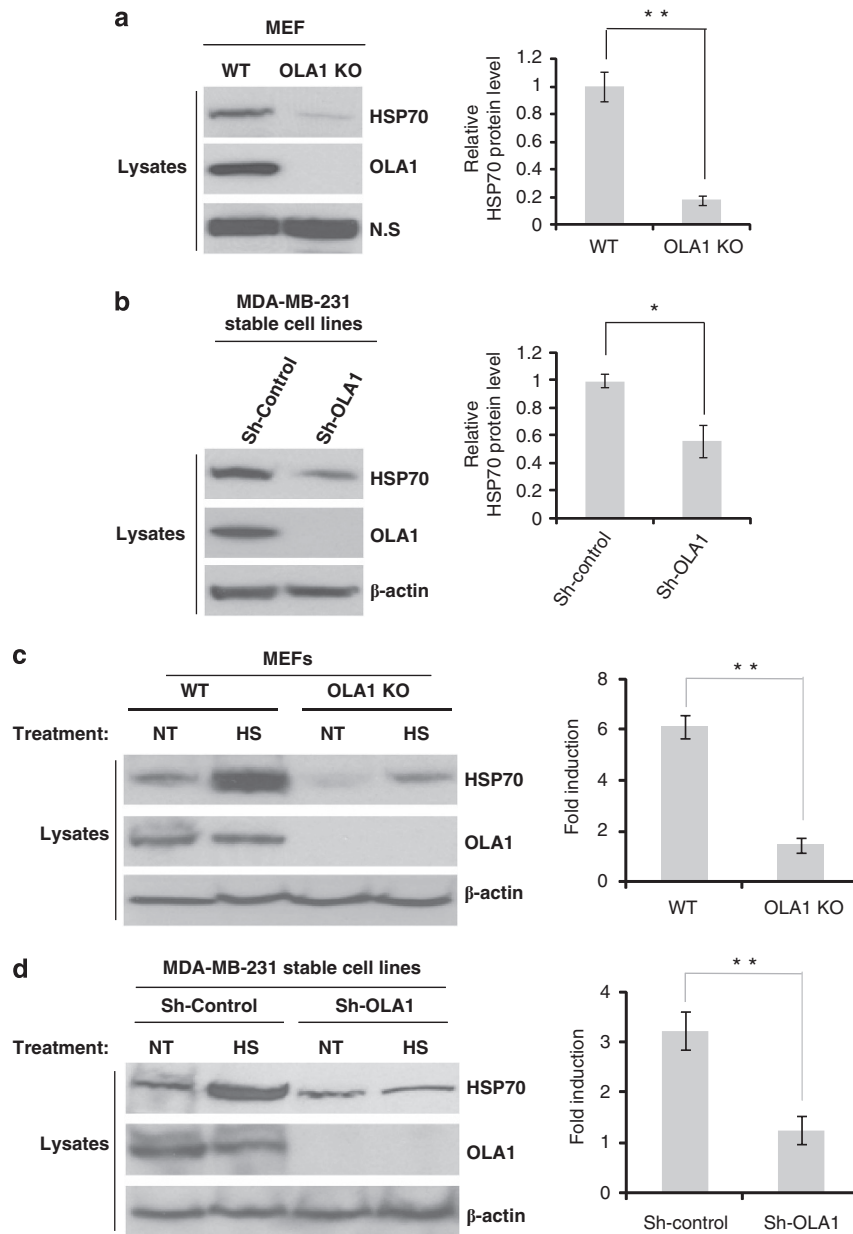 a
MEF
WT OLA1 KO
HSP70
Lysates OLA1
N.S
* *
Relative
HSP70 protein level
1.2
1
0.8
0.6
0.4
0.2
0
WT OLA1 KO
b
MDA-MB-231
stable cell lines
Sh-Control Sh-OLA1
HSP70
Lysates OLA1
β-actin
*
Relative
HSP70 protein level
1.2
1
0.8
0.6
0.4
0.2
0
Sh-control Sh-OLA1
c
MEFs
WT OLA1 KO
Treatment: NT HS NT HS
HSP70
Lysates OLA1
β-actin
* *
Fold induction
8
6
4
2
0
WT OLA1 KO
d
MDA-MB-231 stable cell lines
Sh-Control Sh-OLA1
Treatment: NT HS NT HS
HSP70
Lysates OLA1
β-actin
* *
Fold induction
4
3
2
1
0
Sh-control Sh-OLA1